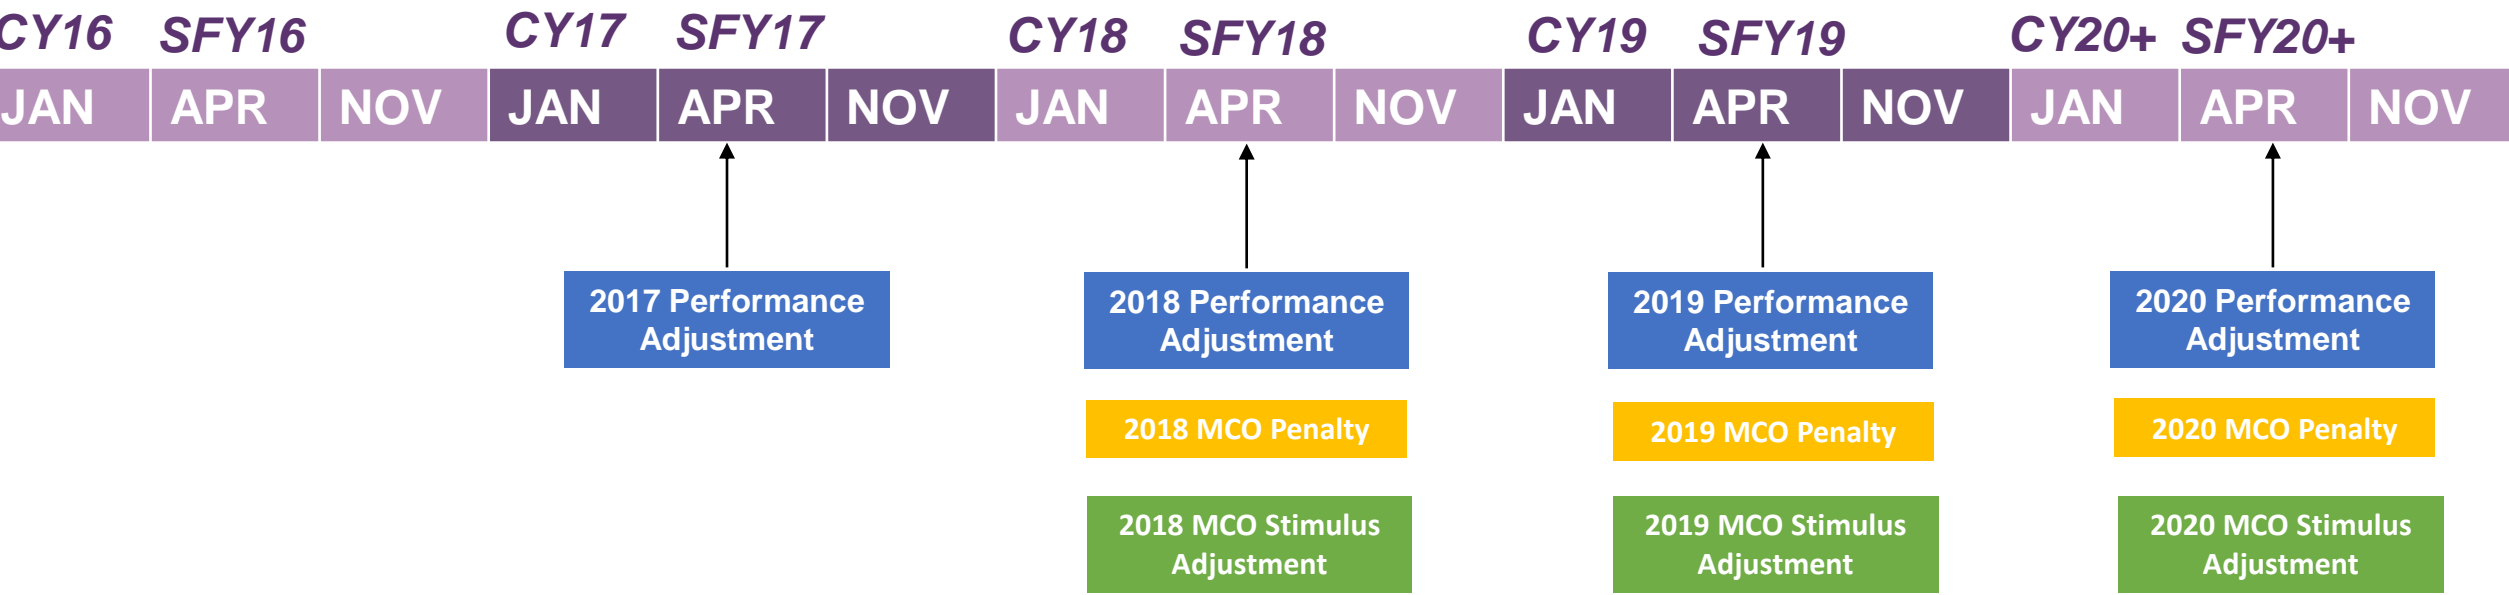 CY16 SFY16 CY17 SFY17 CY18 SFY18 CY19 SFY19 CY20+ SFY20+
JAN APR NOV JAN APR NOV JAN APR NOV JAN APR NOV JAN APR NOV
2017 Performance
Adjustment
2018 Performance
Adjustment
2019 Performance
Adjustment
2020 Performance
Adjustment
2018 MCO Penalty
2019 MCO Penalty
2020 MCO Penalty
2018 MCO Stimulus
Adjustment
2019 MCO Stimulus
Adjustment
2020 MCO Stimulus
Adjustment